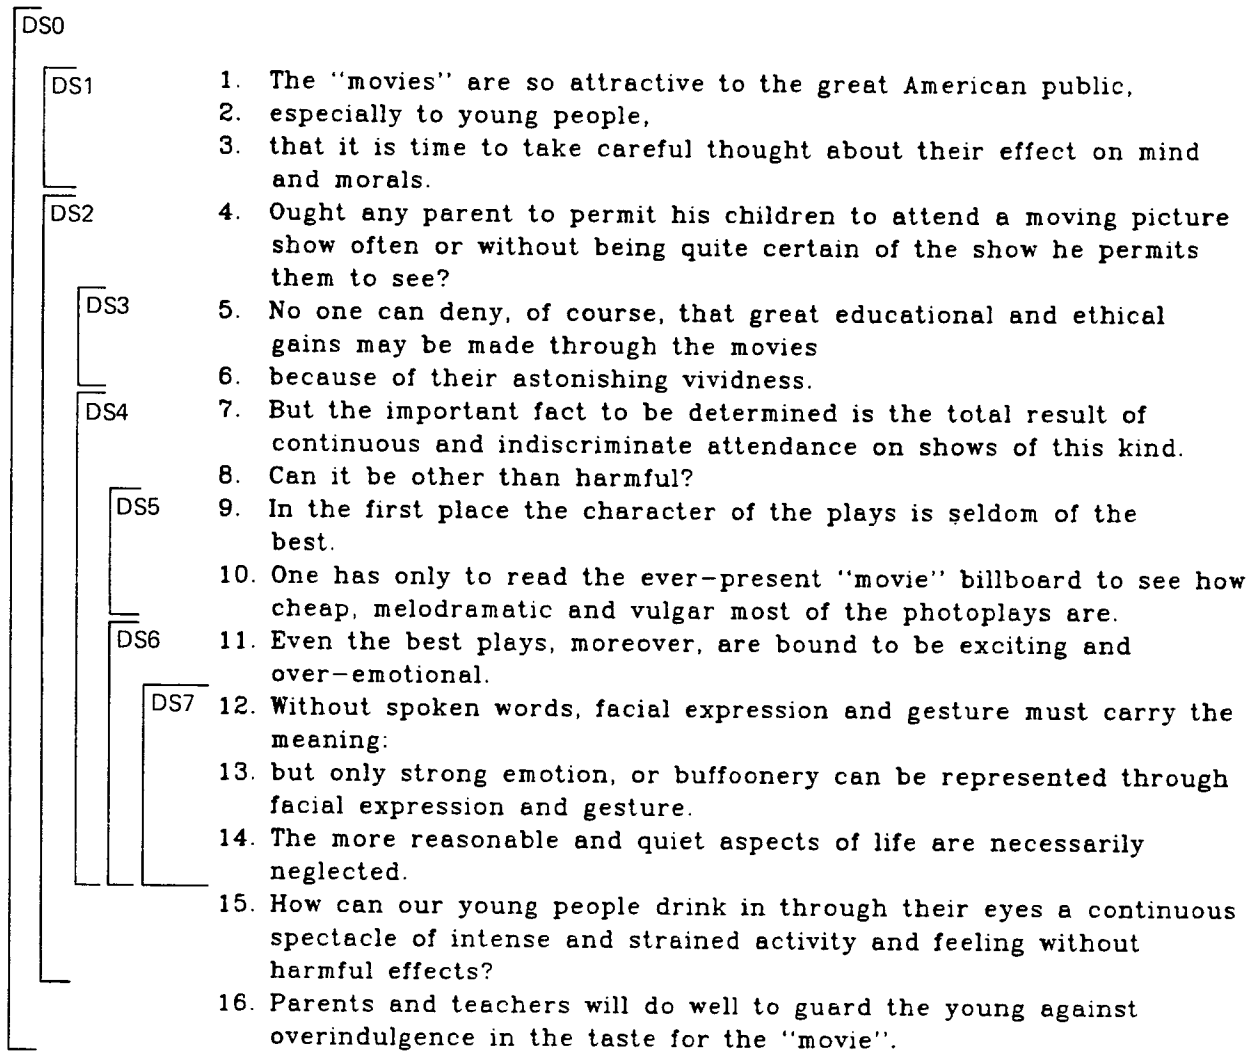 DS0
DS1 1. The "movies" are so attractive to the great American public,
2. especially to young people,
3. that it is time to take careful thought about their effect on mind
and morals.
DS2 4. Ought any parent to permit his children to attend a moving picture
show often or without being quite certain of the show he permits
them to see?
DS3 5. No one can deny, of course, that great educational and ethical
gains may be made through the movies
6. because of their astonishing vividness.
DS4 7. But the important fact to be determined is the total result of
continuous and indiscriminate attendance on shows of this kind.
8. Can it be other than harmful?
DS5 9. In the first place the character of the plays is seldom of the
best.
10. One has only to read the ever-present "movie" billboard to see how
cheap, melodramatic and vulgar most of the photoplays are.
DS6 11. Even the best plays, moreover, are bound to be exciting and
over-emotional.
DS7 12. Without spoken words, facial expression and gesture must carry the
meaning:
13. but only strong emotion, or buffoonery can be represented through
facial expression and gesture.
14. The more reasonable and quiet aspects of life are necessarily
neglected.
15. How can our young people drink in through their eyes a continuous
spectacle of intense and strained activity and feeling without
harmful effects?
16. Parents and teachers will do well to guard the young against
overindulgence in the taste for the "movie".